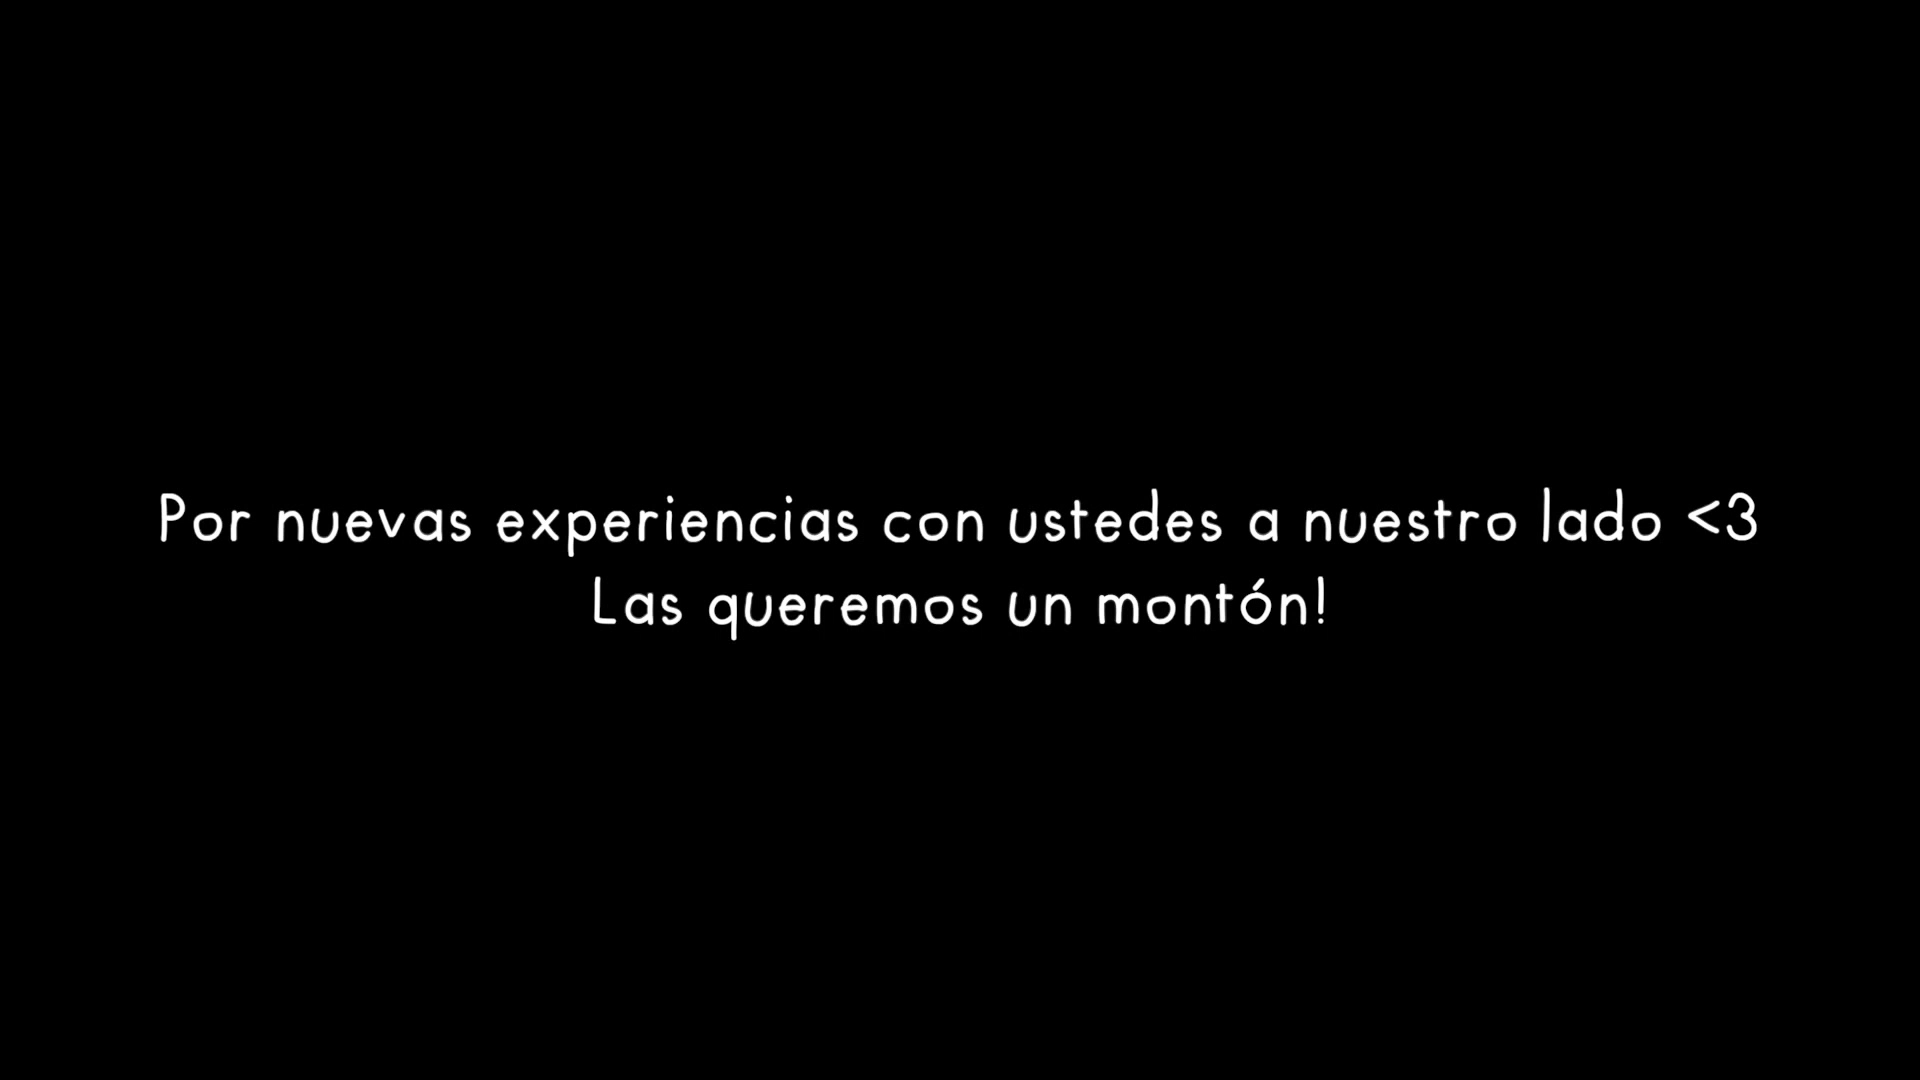 Por nuevas experiencias con ustedes a nuestro lado <3
Las queremos un montón!